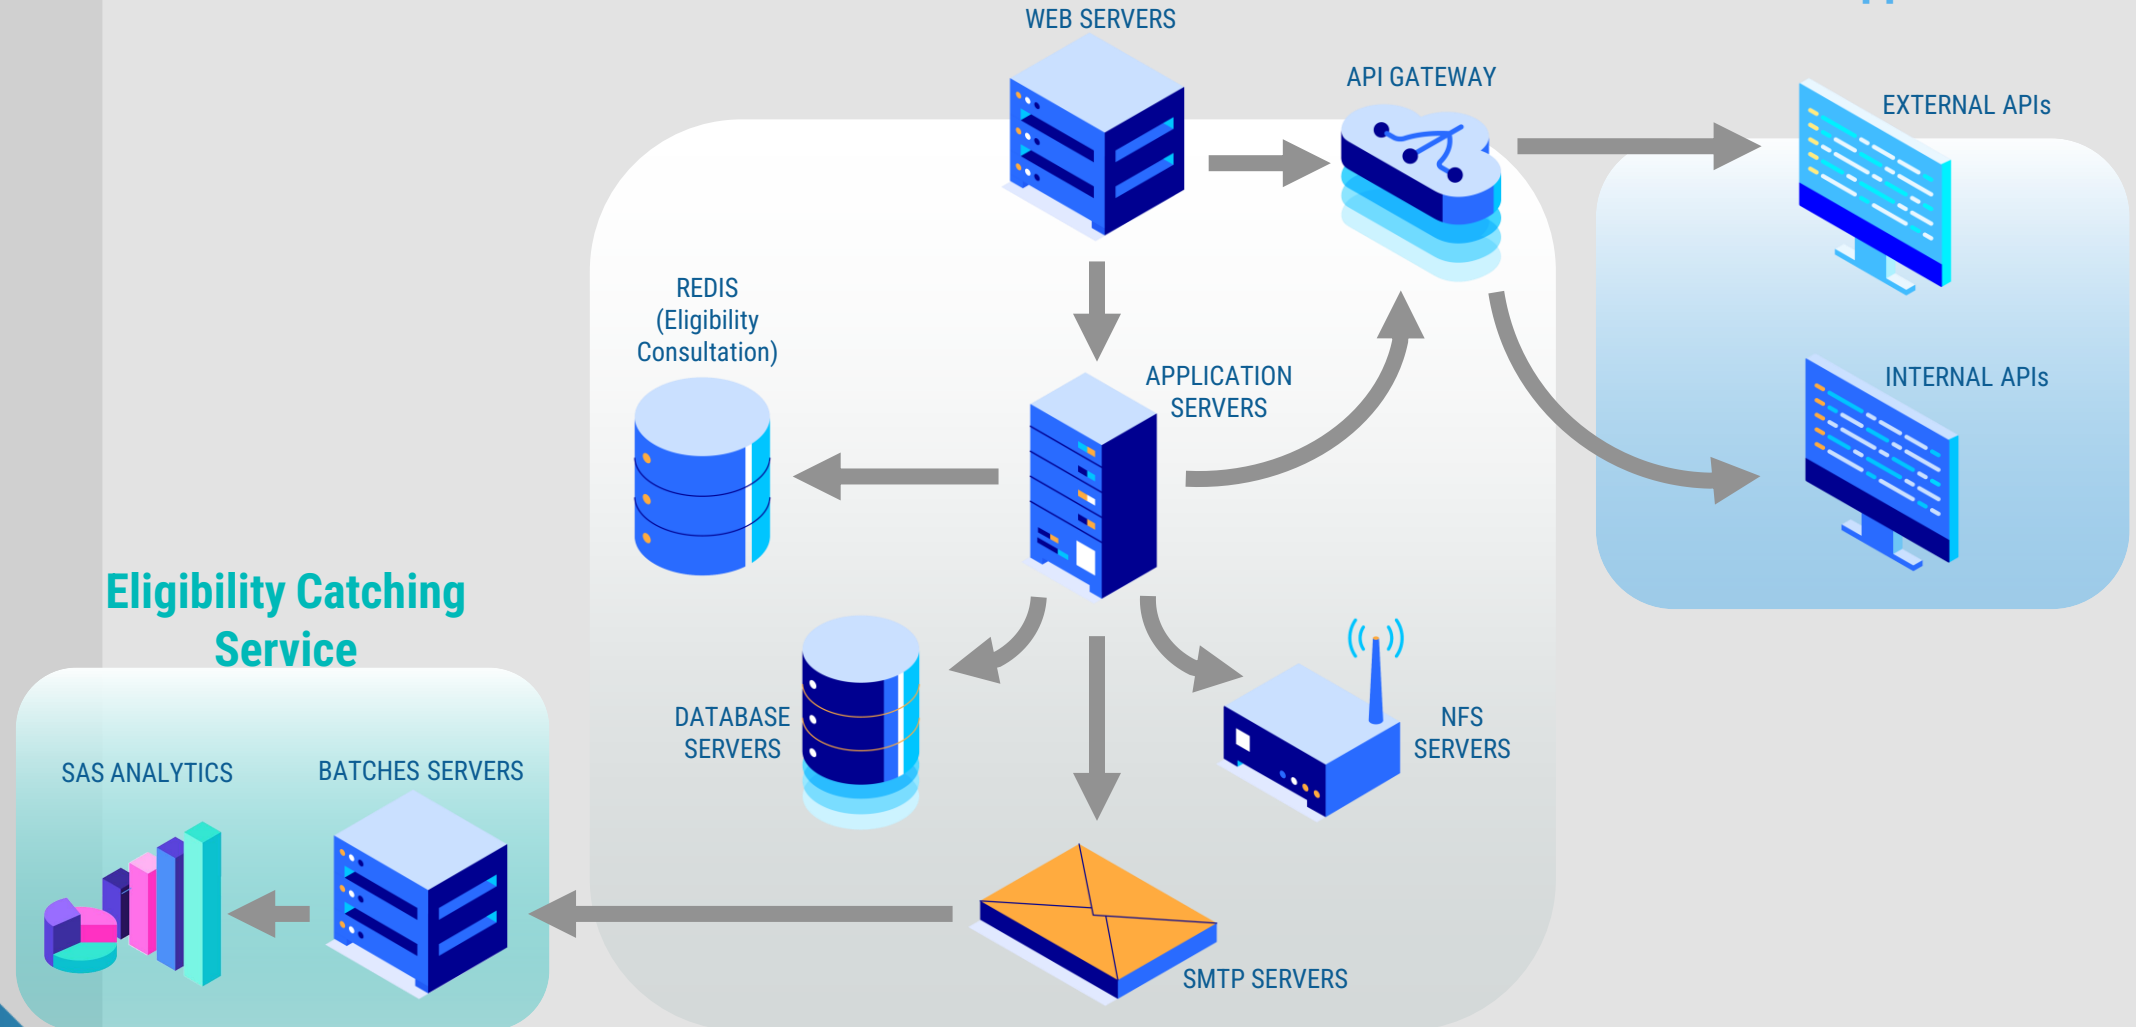 WEB SERVERS
API GATEWAY
EXTERNAL APIs
REDIS
(Eligibility
Consultation)
APPLICATION
SERVERS
INTERNAL APIs
Eligibility Catching
Service
DATABASE
SERVERS
NFS
SERVERS
SAS ANALYTICS
BATCHES SERVERS
SMTP SERVERS